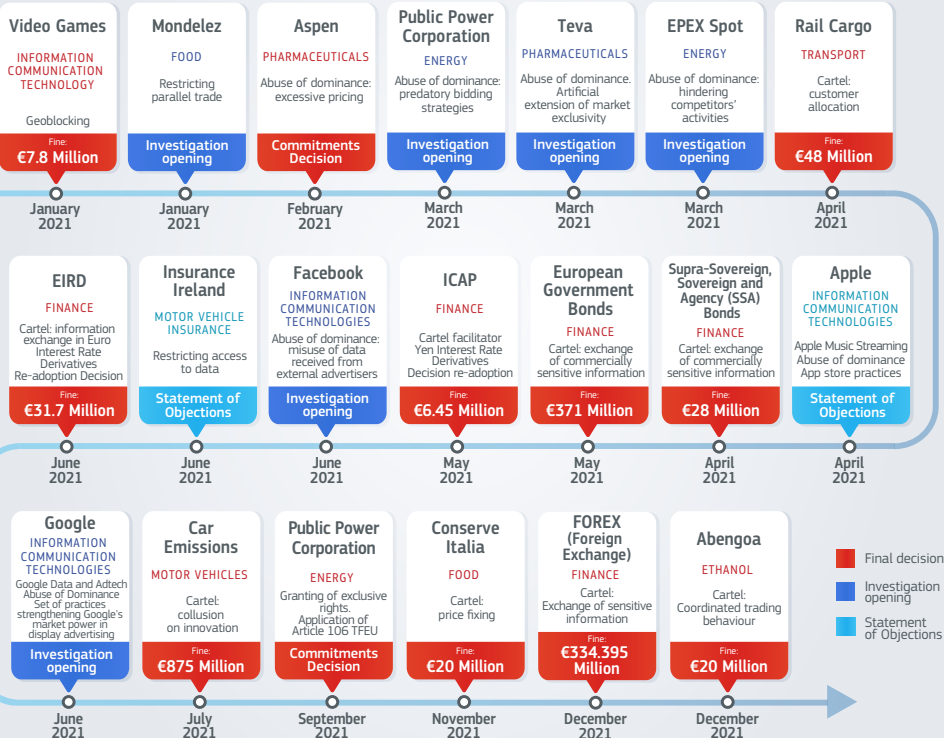 Video Games
INFORMATION
COMMUNICATION
TECHNOLOGY
Geoblocking
Fine:
€7.8 Million
January
2021
Mondelez
FOOD
Restricting
parallel trade
Investigation
opening
January
2021
Aspen
PHARMACEUTICALS
Abuse of dominance:
excessive pricing
Commitments
Decision
February
2021
Public Power
Corporation
ENERGY
Abuse of dominance:
predatory bidding
strategies
Investigation
opening
March
2021
Teva
PHARMACEUTICALS
Abuse of dominance.
Artificial
extension of market
exclusivity
Investigation
opening
March
2021
EPEX Spot
ENERGY
Abuse of dominance:
hindering
competitors'
activities
Investigation
opening
March
2021
Rail Cargo
TRANSPORT
Cartel:
customer
allocation
Fine:
€48 Million
April
2021
EIRD
FINANCE
Cartel: information
exchange in Euro
Interest Rate
Derivatives
Re-adoption Decision
Fine:
€31.7 Million
June
2021
Insurance
Ireland
MOTOR VEHICLE
INSURANCE
Restricting access
to data
Statement of
Objections
June
2021
Facebook
INFORMATION
COMMUNICATION
TECHNOLOGIES
Abuse of dominance:
misuse of data
received from
external advertisers
Investigation
opening
June
2021
ICAP
FINANCE
Cartel facilitator
Yen Interest Rate
Derivatives
Decision re-adoption
Fine:
€6.45 Million
May
2021
European
Government
Bonds
FINANCE
Cartel: exchange
of commercially
sensitive information
Fine:
€371 Million
May
2021
Supra-Sovereign,
Sovereign and
Agency (SSA)
Bonds
FINANCE
Cartel: exchange
of commercially
sensitive information
Fine:
€28 Million
April
2021
Apple
INFORMATION
COMMUNICATION
TECHNOLOGIES
Apple Music Streaming
Abuse of dominance
App store practices
Statement of
Objections
April
2021
Google
INFORMATION
COMMUNICATION
TECHNOLOGIES
Google Data and Adtech
Abuse of Dominance
Set of practices
strengthening Google's
market power in
display advertising
Investigation
opening
June
2021
Car
Emissions
MOTOR VEHICLES
Cartel:
collusion
on innovation
Fine:
€875 Million
July
2021
Public Power
Corporation
ENERGY
Granting of exclusive
rights.
Application of
Article 106 TFEU
Commitments
Decision
September
2021
Conserve
Italia
FOOD
Cartel:
price fixing
Fine:
€20 Million
November
2021
FOREX
(Foreign
Exchange)
FINANCE
Cartel:
Exchange of sensitive
information
Fine:
€334.395
Million
December
2021
Abengoa
ETHANOL
Cartel:
Coordinated trading
behaviour
Fine:
€20 Million
December
2021
Final decision
Investigation
opening
Statement
of Objections